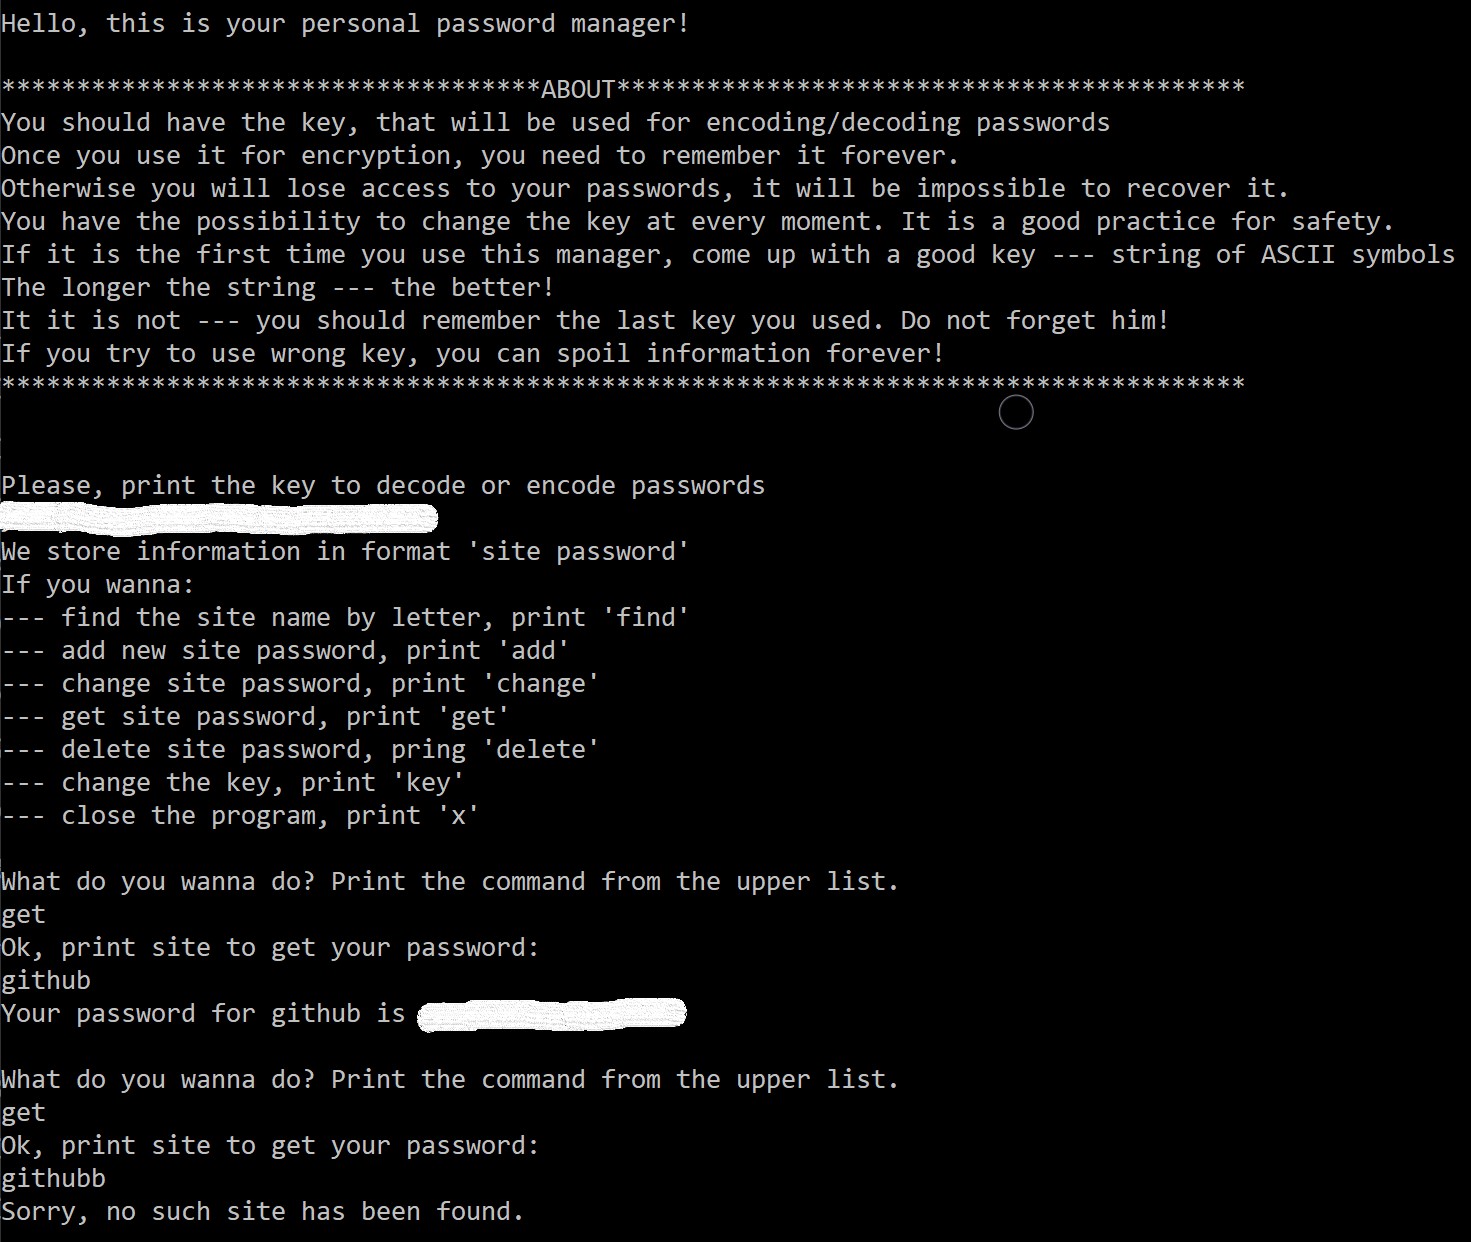 Hello, this is your personal password manager!
************************************ABOUT******************************************
You should have the key, that will be used for encoding/decoding passwords
Once you use it for encryption, you need to remember it forever.
Otherwise you will lose access to your passwords, it will be impossible to recover it.
You have the possibility to change the key at every moment. It is a good practice for safety.
If it is the first time you use this manager, come up with a good key --- string of ASCII symbols
The longer the string --- the better!
It it is not --- you should remember the last key you used. Do not forget him!
If you try to use wrong key, you can spoil information forever!
***********************************************************************************
Please, print the key to decode or encode passwords
We store information in format 'site password'
If you wanna:
--- find the site name by letter, print 'find'
--- add new site password, print 'add'
--- change site password, print 'change'
--- get site password, print 'get'
--- delete site password, pring 'delete'
--- change the key, print 'key'
--- close the program, print 'x'
What do you wanna do? Print the command from the upper list.
get
Ok, print site to get your password:
github
Your password for github is
What do you wanna do? Print the command from the upper list.
get
Ok, print site to get your password:
githubb
Sorry, no such site has been found.